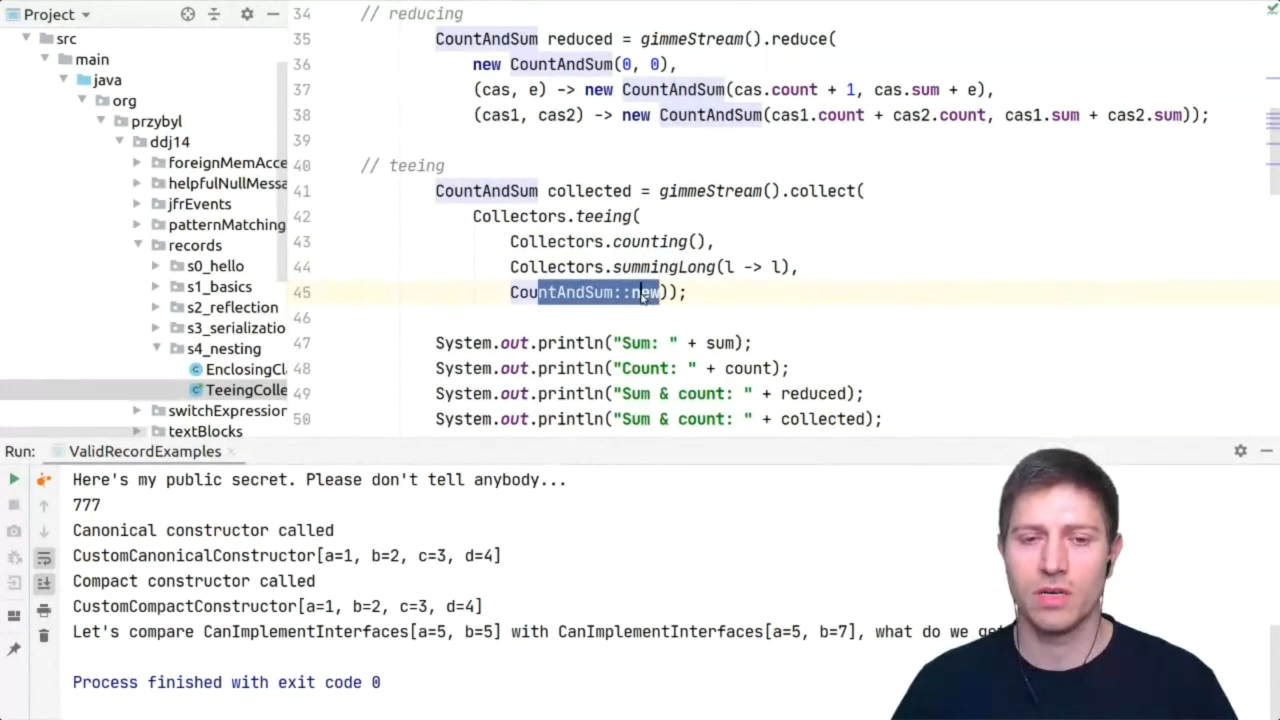 Project
src
main
java
org
przybyl
ddj14
foreignMemAcce
helpfulNullMessa
jfrEvents
patternMatching
records
s0_hello
s1_basics
s2_reflection
s3_serializatio
s4_nesting
EnclosingCl
TeeingColle
switchExpression
textBlocks
34 // reducing
35 CountAndSum reduced = gimmeStream().reduce(
36 new CountAndSum(0, 0),
37 (cas, e) -> new CountAndSum(cas.count + 1, cas.sum + e),
38 (cas1, cas2) -> new CountAndSum(cas1.count + cas2.count, cas1.sum + cas2.sum));
39
40 // teeing
41 CountAndSum collected = gimmeStream().collect(
42 Collectors.teeing(
43 Collectors.counting(),
44 Collectors.summingLong(l -> l),
45 CountAndSum::new));
46
47 System.out.println("Sum: " + sum);
48 System.out.println("Count: " + count);
49 System.out.println("Sum & count: " + reduced);
50 System.out.println("Sum & count: " + collected);
Run: ValidRecordExamples
Here's my public secret. Please don't tell anybody...
777
Canonical constructor called
CustomCanonicalConstructor[a=1, b=2, c=3, d=4]
Compact constructor called
CustomCompactConstructor[a=1, b=2, c=3, d=4]
Let's compare CanImplementInterfaces[a=5, b=5] with CanImplementInterfaces[a=5, b=7], what do we get
Process finished with exit code 0